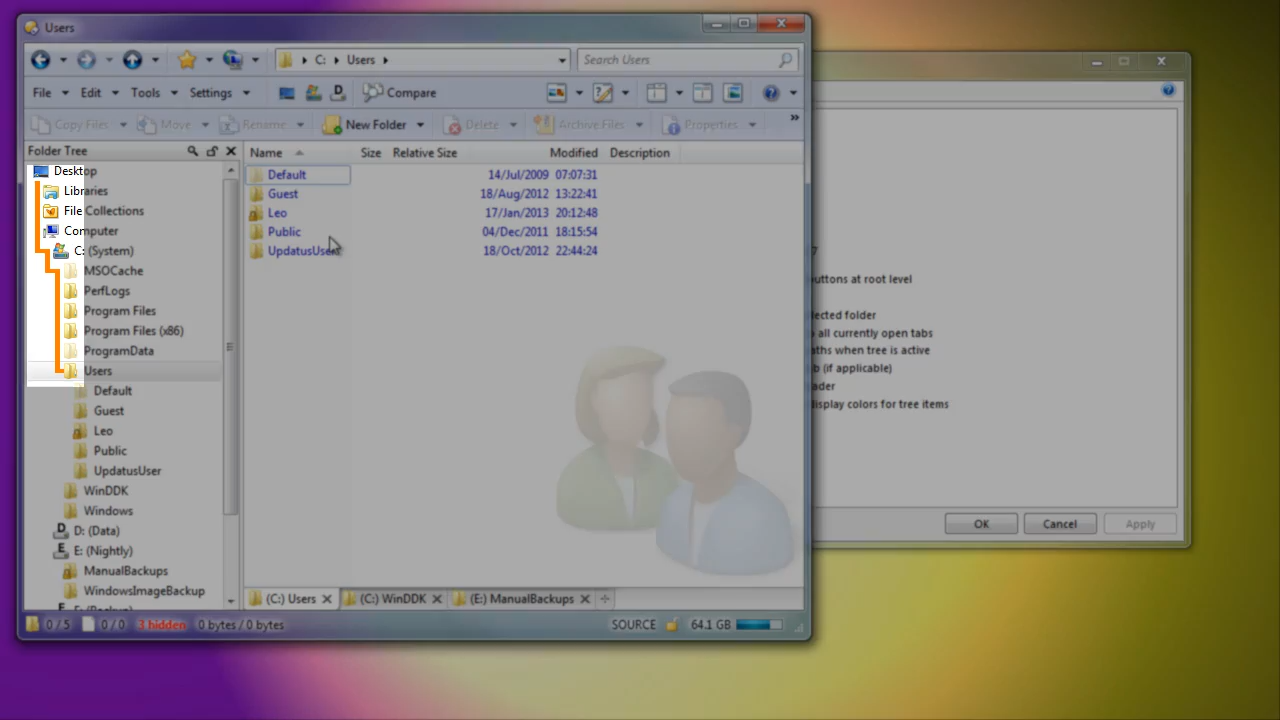 Users
C: Users
Search Users
File Edit Tools Settings Compare
Copy Files Move Rename New Folder Delete Archive Files Properties »
Folder Tree
Desktop
Libraries
File Collections
Computer
C: (System)
MSOCache
PerfLogs
Program Files
Program Files (x86)
ProgramData
Users
Default
Guest
Leo
Public
UpdatusUser
WinDDK
Windows
D: (Data)
E: (Nightly)
ManualBackups
WindowsImageBackup
Name Size Relative Size Modified Description
Default 14/Jul/2009 07:07:31
Guest 18/Aug/2012 13:22:41
Leo 17/Jan/2013 20:12:48
Public 04/Dec/2011 18:15:54
UpdatusUser 18/Oct/2012 22:44:24
(C:) Users (C:) WinDDK (E:) ManualBackups
0 / 5 0 / 0 3 hidden 0 bytes / 0 bytes SOURCE 64.1 GB
7
uttons at root level
lected folder
all currently open tabs
aths when tree is active
(if applicable)
ader
isplay colors for tree items
OK Cancel Apply